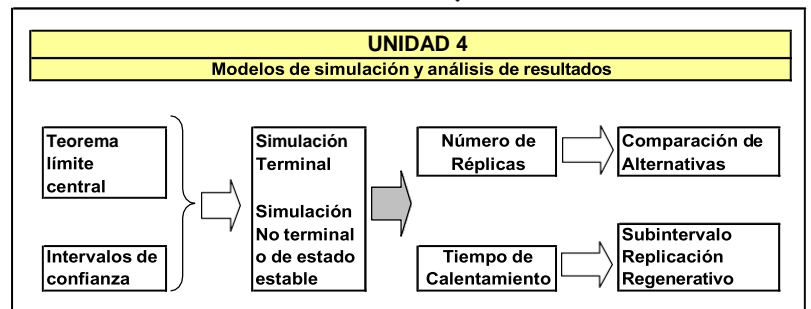 UNIDAD 4
Modelos de simulación y análisis de resultados
Teorema
límite
central
Intervalos de
confianza
Simulación
Terminal
Simulación
No terminal
o de estado
estable
Número de
Réplicas
Comparación de
Alternativas
Tiempo de
Calentamiento
Subintervalo
Replicación
Regenerativo